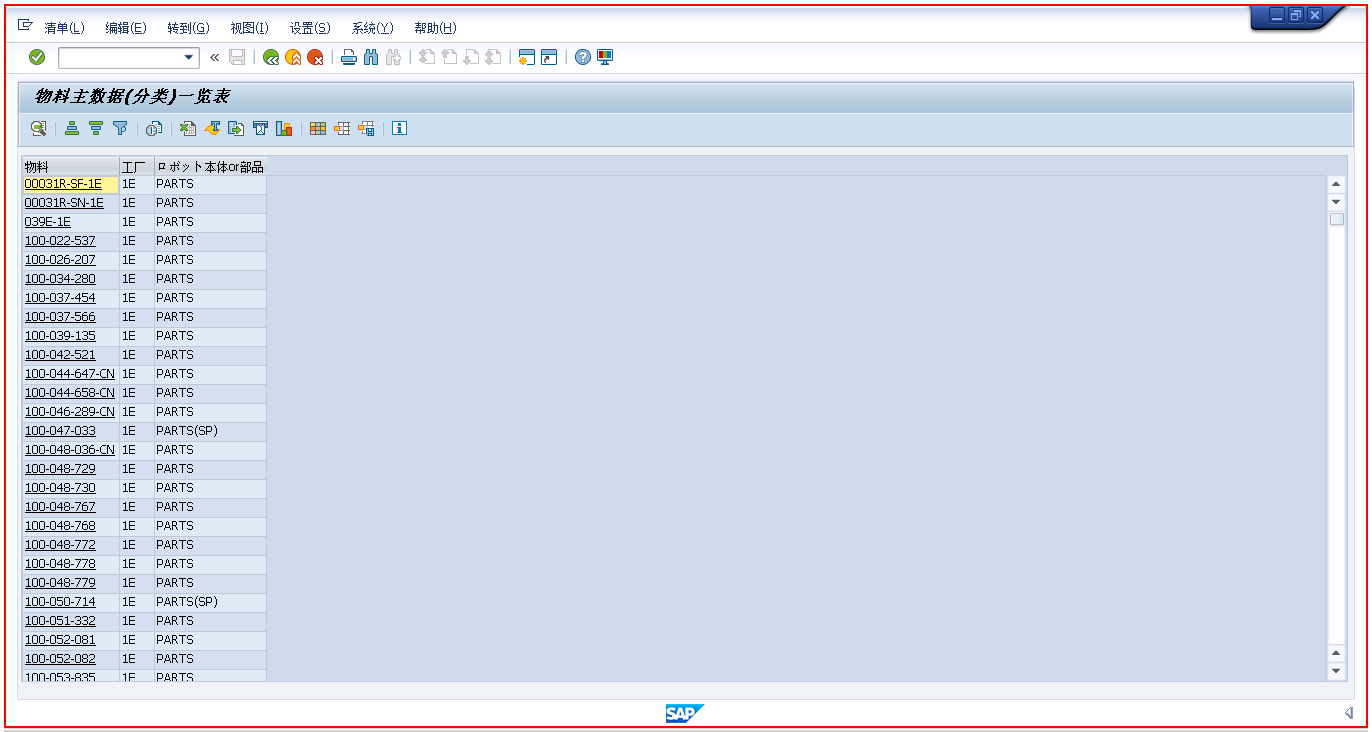 清单(L) 编辑(E) 转到(G) 视图(I) 设置(S) 系统(Y) 帮助(H)
物料主数据(分类)一览表
物料 工厂 ロボット本体or部品
00031R-SF-1E 1E PARTS
00031R-SN-1E 1E PARTS
039E-1E 1E PARTS
100-022-537 1E PARTS
100-026-207 1E PARTS
100-034-280 1E PARTS
100-037-454 1E PARTS
100-037-566 1E PARTS
100-039-135 1E PARTS
100-042-521 1E PARTS
100-044-647-CN 1E PARTS
100-044-658-CN 1E PARTS
100-046-289-CN 1E PARTS
100-047-033 1E PARTS(SP)
100-048-036-CN 1E PARTS
100-048-729 1E PARTS
100-048-730 1E PARTS
100-048-767 1E PARTS
100-048-768 1E PARTS
100-048-772 1E PARTS
100-048-778 1E PARTS
100-048-779 1E PARTS
100-050-714 1E PARTS(SP)
100-051-332 1E PARTS
100-052-081 1E PARTS
100-052-082 1E PARTS
100-053-835 1E PARTS
SAP